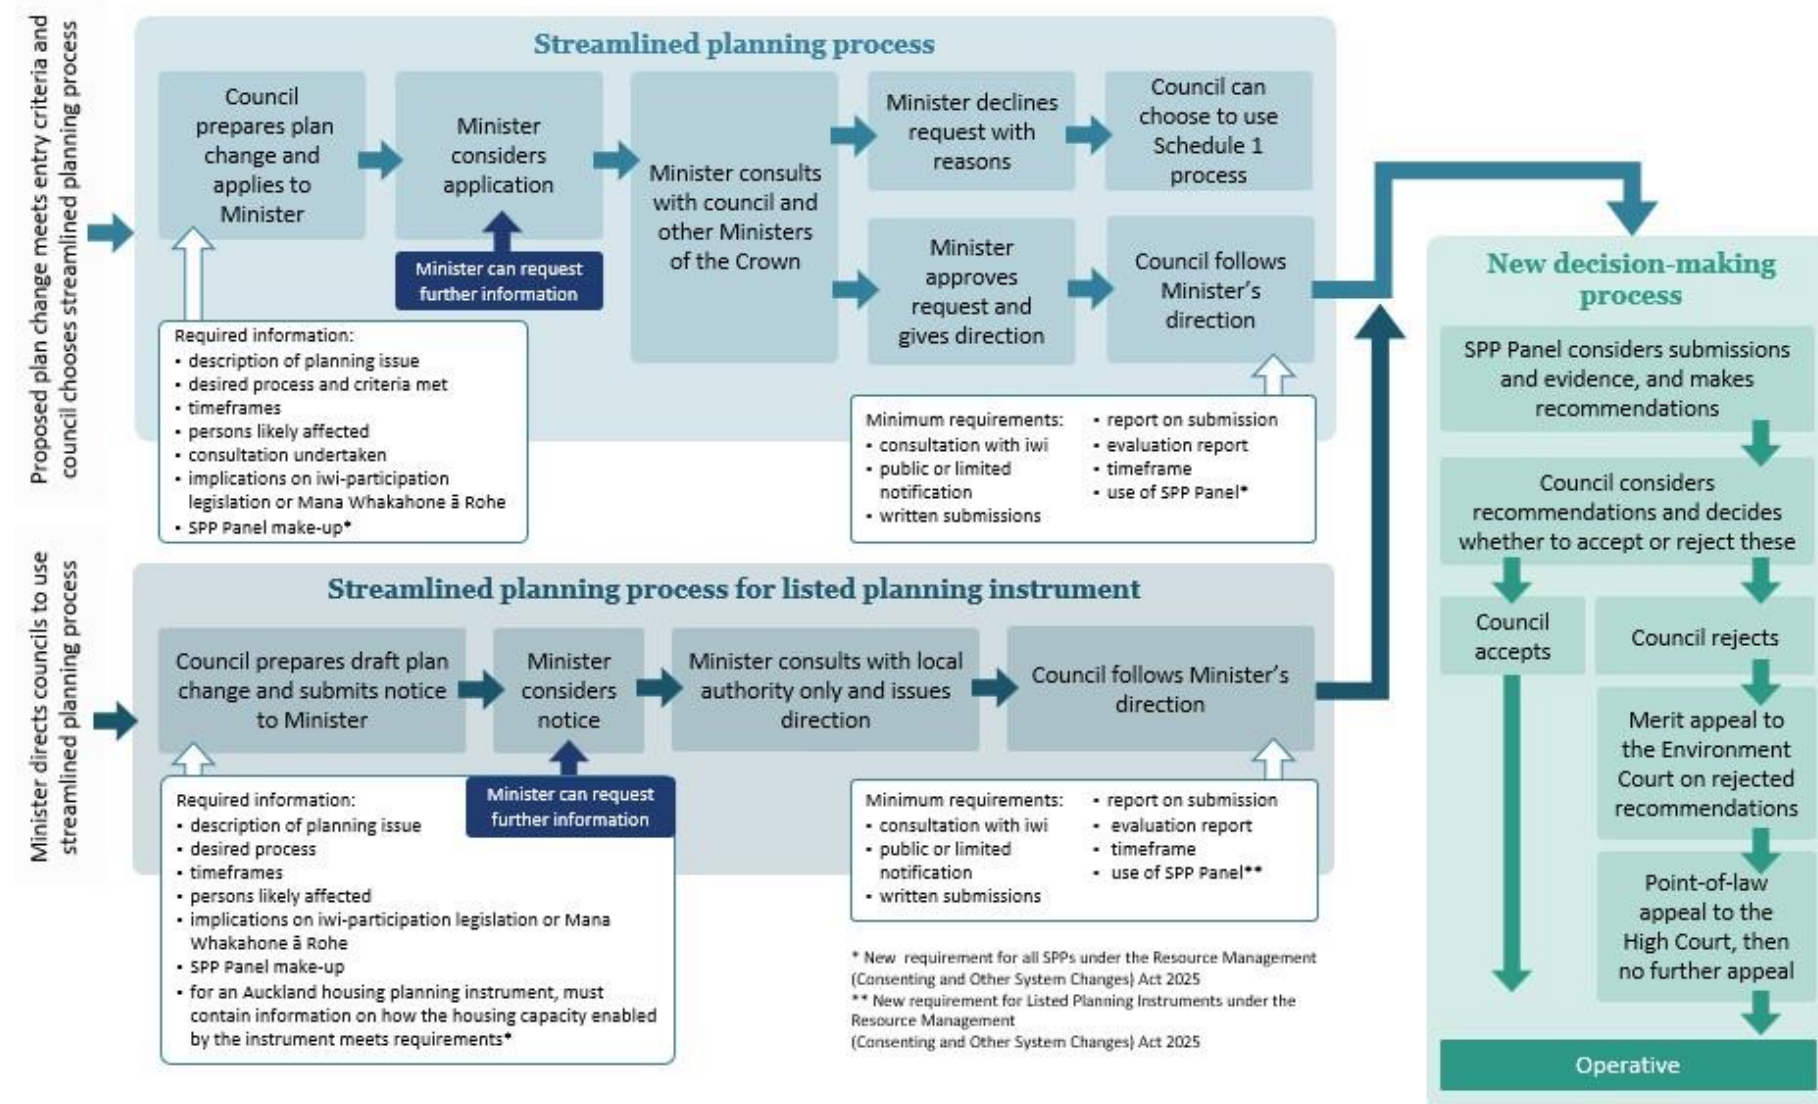 Proposed plan change meets entry criteria and
council chooses streamlined planning process
Streamlined planning process
Council
prepares plan
change and
applies to
Minister
Minister
considers
application
Minister can request
further information
Minister consults
with council and
other Ministers
of the Crown
Minister declines
request with
reasons
Council can
choose to use
Schedule 1
process
Minister
approves
request and
gives direction
Council follows
Minister's
direction
Required information:
▪ description of planning issue
▪ desired process and criteria met
▪ timeframes
▪ persons likely affected
▪ consultation undertaken
▪ implications on iwi-participation
legislation or Mana Whakahone ā Rohe
▪ SPP Panel make-up*
Minimum requirements:
▪ consultation with iwi
▪ public or limited
notification
▪ written submissions
▪ report on submission
▪ evaluation report
▪ timeframe
▪ use of SPP Panel*
Minister directs councils to use
streamlined planning process
Streamlined planning process for listed planning instrument
Council prepares draft plan
change and submits notice
to Minister
Minister
considers
notice
Minister consults with local
authority only and issues
direction
Council follows Minister's
direction
Minister can request
further information
Required information:
▪ description of planning issue
▪ desired process
▪ timeframes
▪ persons likely affected
▪ implications on iwi-participation legislation or Mana
Whakahone ā Rohe
▪ SPP Panel make-up
▪ for an Auckland housing planning instrument, must
contain information on how the housing capacity enabled
by the instrument meets requirements*
Minimum requirements:
▪ consultation with iwi
▪ public or limited
notification
▪ written submissions
▪ report on submission
▪ evaluation report
▪ timeframe
▪ use of SPP Panel**
* New requirement for all SPPs under the Resource Management
(Consenting and Other System Changes) Act 2025
** New requirement for Listed Planning Instruments under the
Resource Management
(Consenting and Other System Changes) Act 2025
New decision-making
process
SPP Panel considers submissions
and evidence, and makes
recommendations
Council considers
recommendations and decides
whether to accept or reject these
Council
accepts
Council rejects
Merit appeal to
the Environment
Court on rejected
recommendations
Point-of-law
appeal to the
High Court, then
no further appeal
Operative